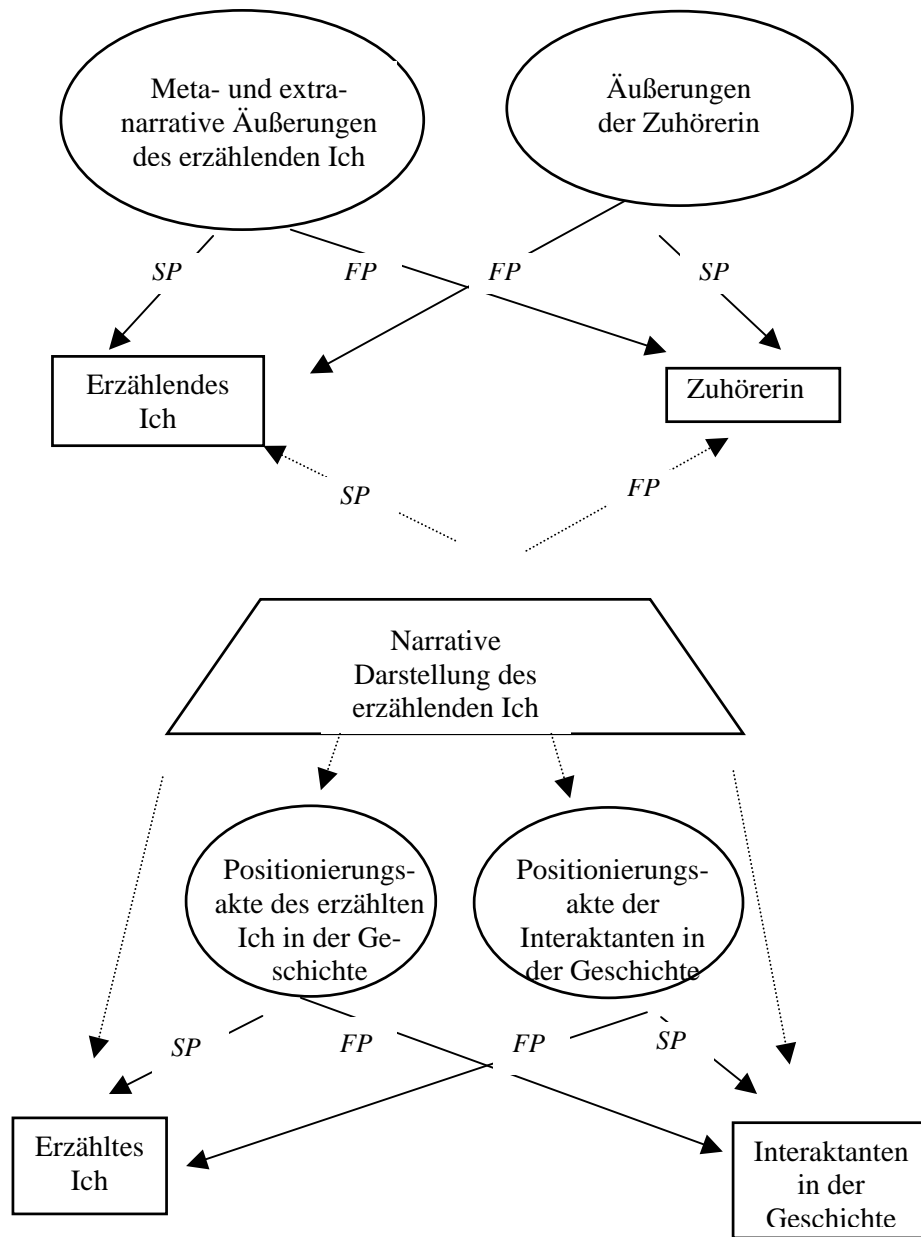 Meta- und extra-
narrative Äußerungen
des erzählenden Ich
Äußerungen
der Zuhörerin
SP
FP
FP
SP
Erzählendes
Ich
Zuhörerin
SP
FP
Narrative
Darstellung des
erzählenden Ich
Positionierungs-
akte des erzählten
Ich in der Ge-
schichte
Positionierungs-
akte der
Interaktanten in
der Geschichte
SP
FP
FP
SP
Erzähltes
Ich
Interaktanten
in der
Geschichte